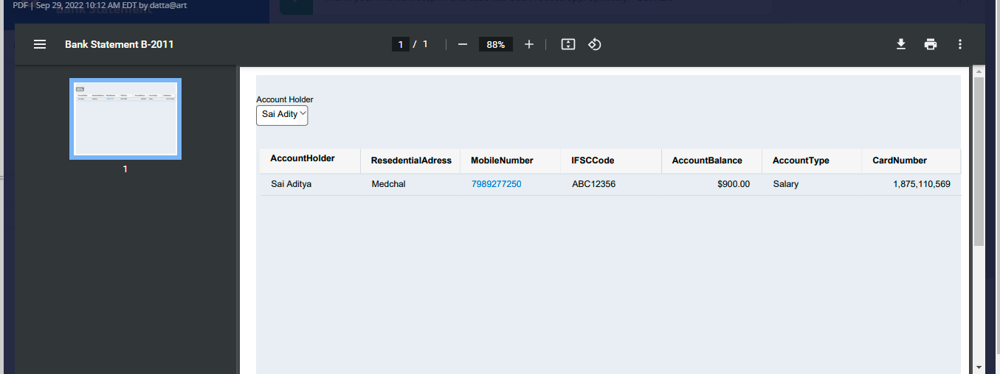 PDF | Sep 29, 2022 10:12 AM EDT by datta@art
Bank Statement
Bank Statement B-2011
1 / 1
88%
1
Account Holder
Sai Adity
AccountHolder ResedentialAdress MobileNumber IFSCCode AccountBalance AccountType CardNumber
Sai Aditya Medchal 7989277250 ABC12356 $900.00 Salary 1,875,110,569